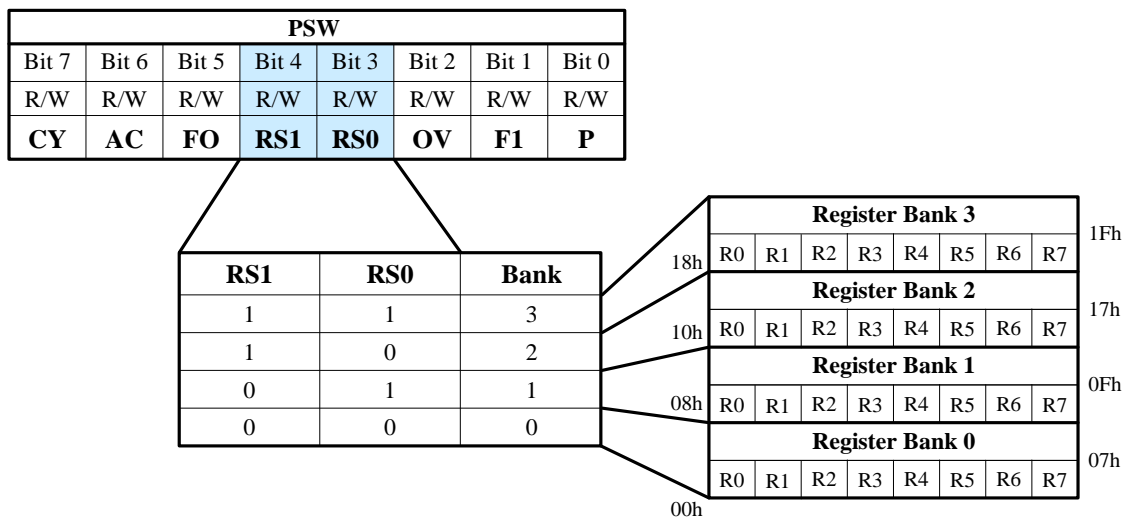 PSW
Bit 7 Bit 6 Bit 5 Bit 4 Bit 3 Bit 2 Bit 1 Bit 0
R/W R/W R/W R/W R/W R/W R/W R/W
CY AC FO RS1 RS0 OV F1 P
RS1 RS0 Bank
1 1 3
1 0 2
0 1 1
0 0 0
Register Bank 3
1Fh
18h R0 R1 R2 R3 R4 R5 R6 R7
Register Bank 2
17h
10h R0 R1 R2 R3 R4 R5 R6 R7
Register Bank 1
0Fh
08h R0 R1 R2 R3 R4 R5 R6 R7
Register Bank 0
07h
R0 R1 R2 R3 R4 R5 R6 R7
00h